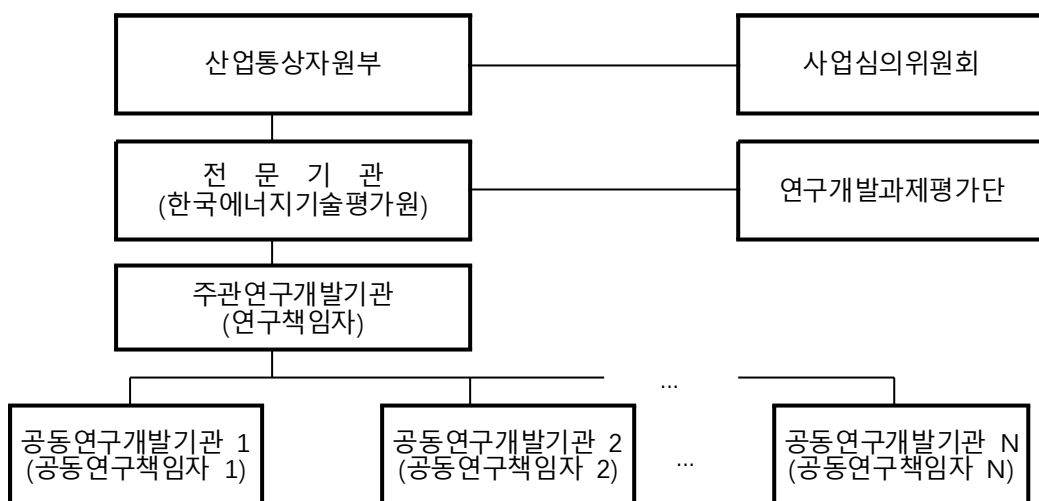 산업통상자원부
사업심의위원회
전 문 기 관
(한국에너지기술평가원)
연구개발과제평가단
주관연구개발기관
(연구책임자)
...
공동연구개발기관 1
(공동연구책임자 1)
공동연구개발기관 2
(공동연구책임자 2)
...
공동연구개발기관 N
(공동연구책임자 N)